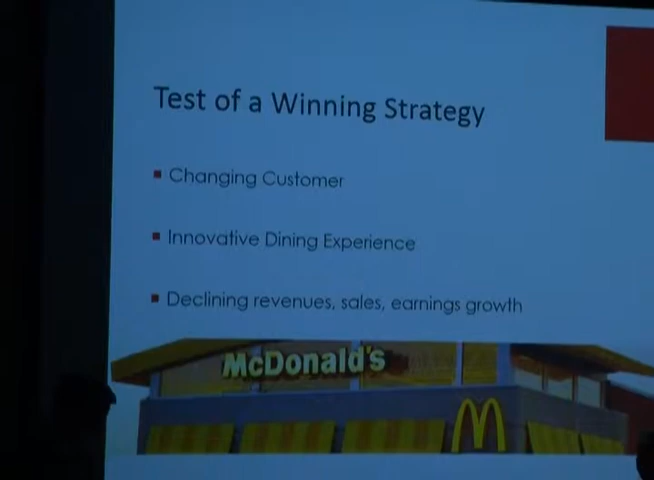 Test of a Winning Strategy
Changing Customer
Innovative Dining Experience
Declining revenues, sales, earnings growth
McDonald's
M